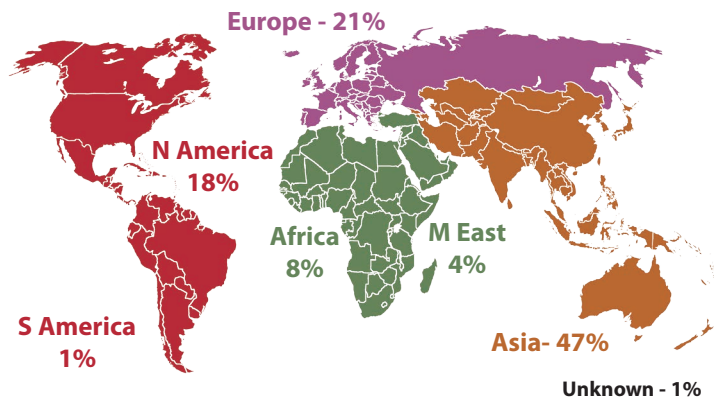 Europe - 21%
N America
18%
Africa
8%
M East
4%
S America
1%
Asia- 47%
Unknown - 1%